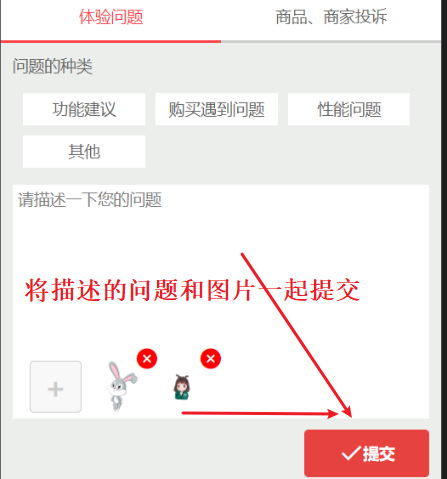 体验问题 商品、商家投诉
问题的种类
功能建议 购买遇到问题 性能问题
其他
请描述一下您的问题
将描述的问题和图片一起提交
提交